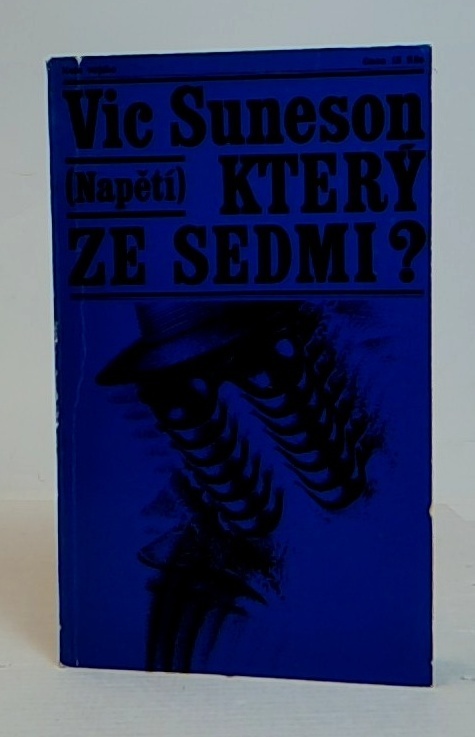 Vic Suneson
(Napětí) KTERÝ
ZE SEDMI?